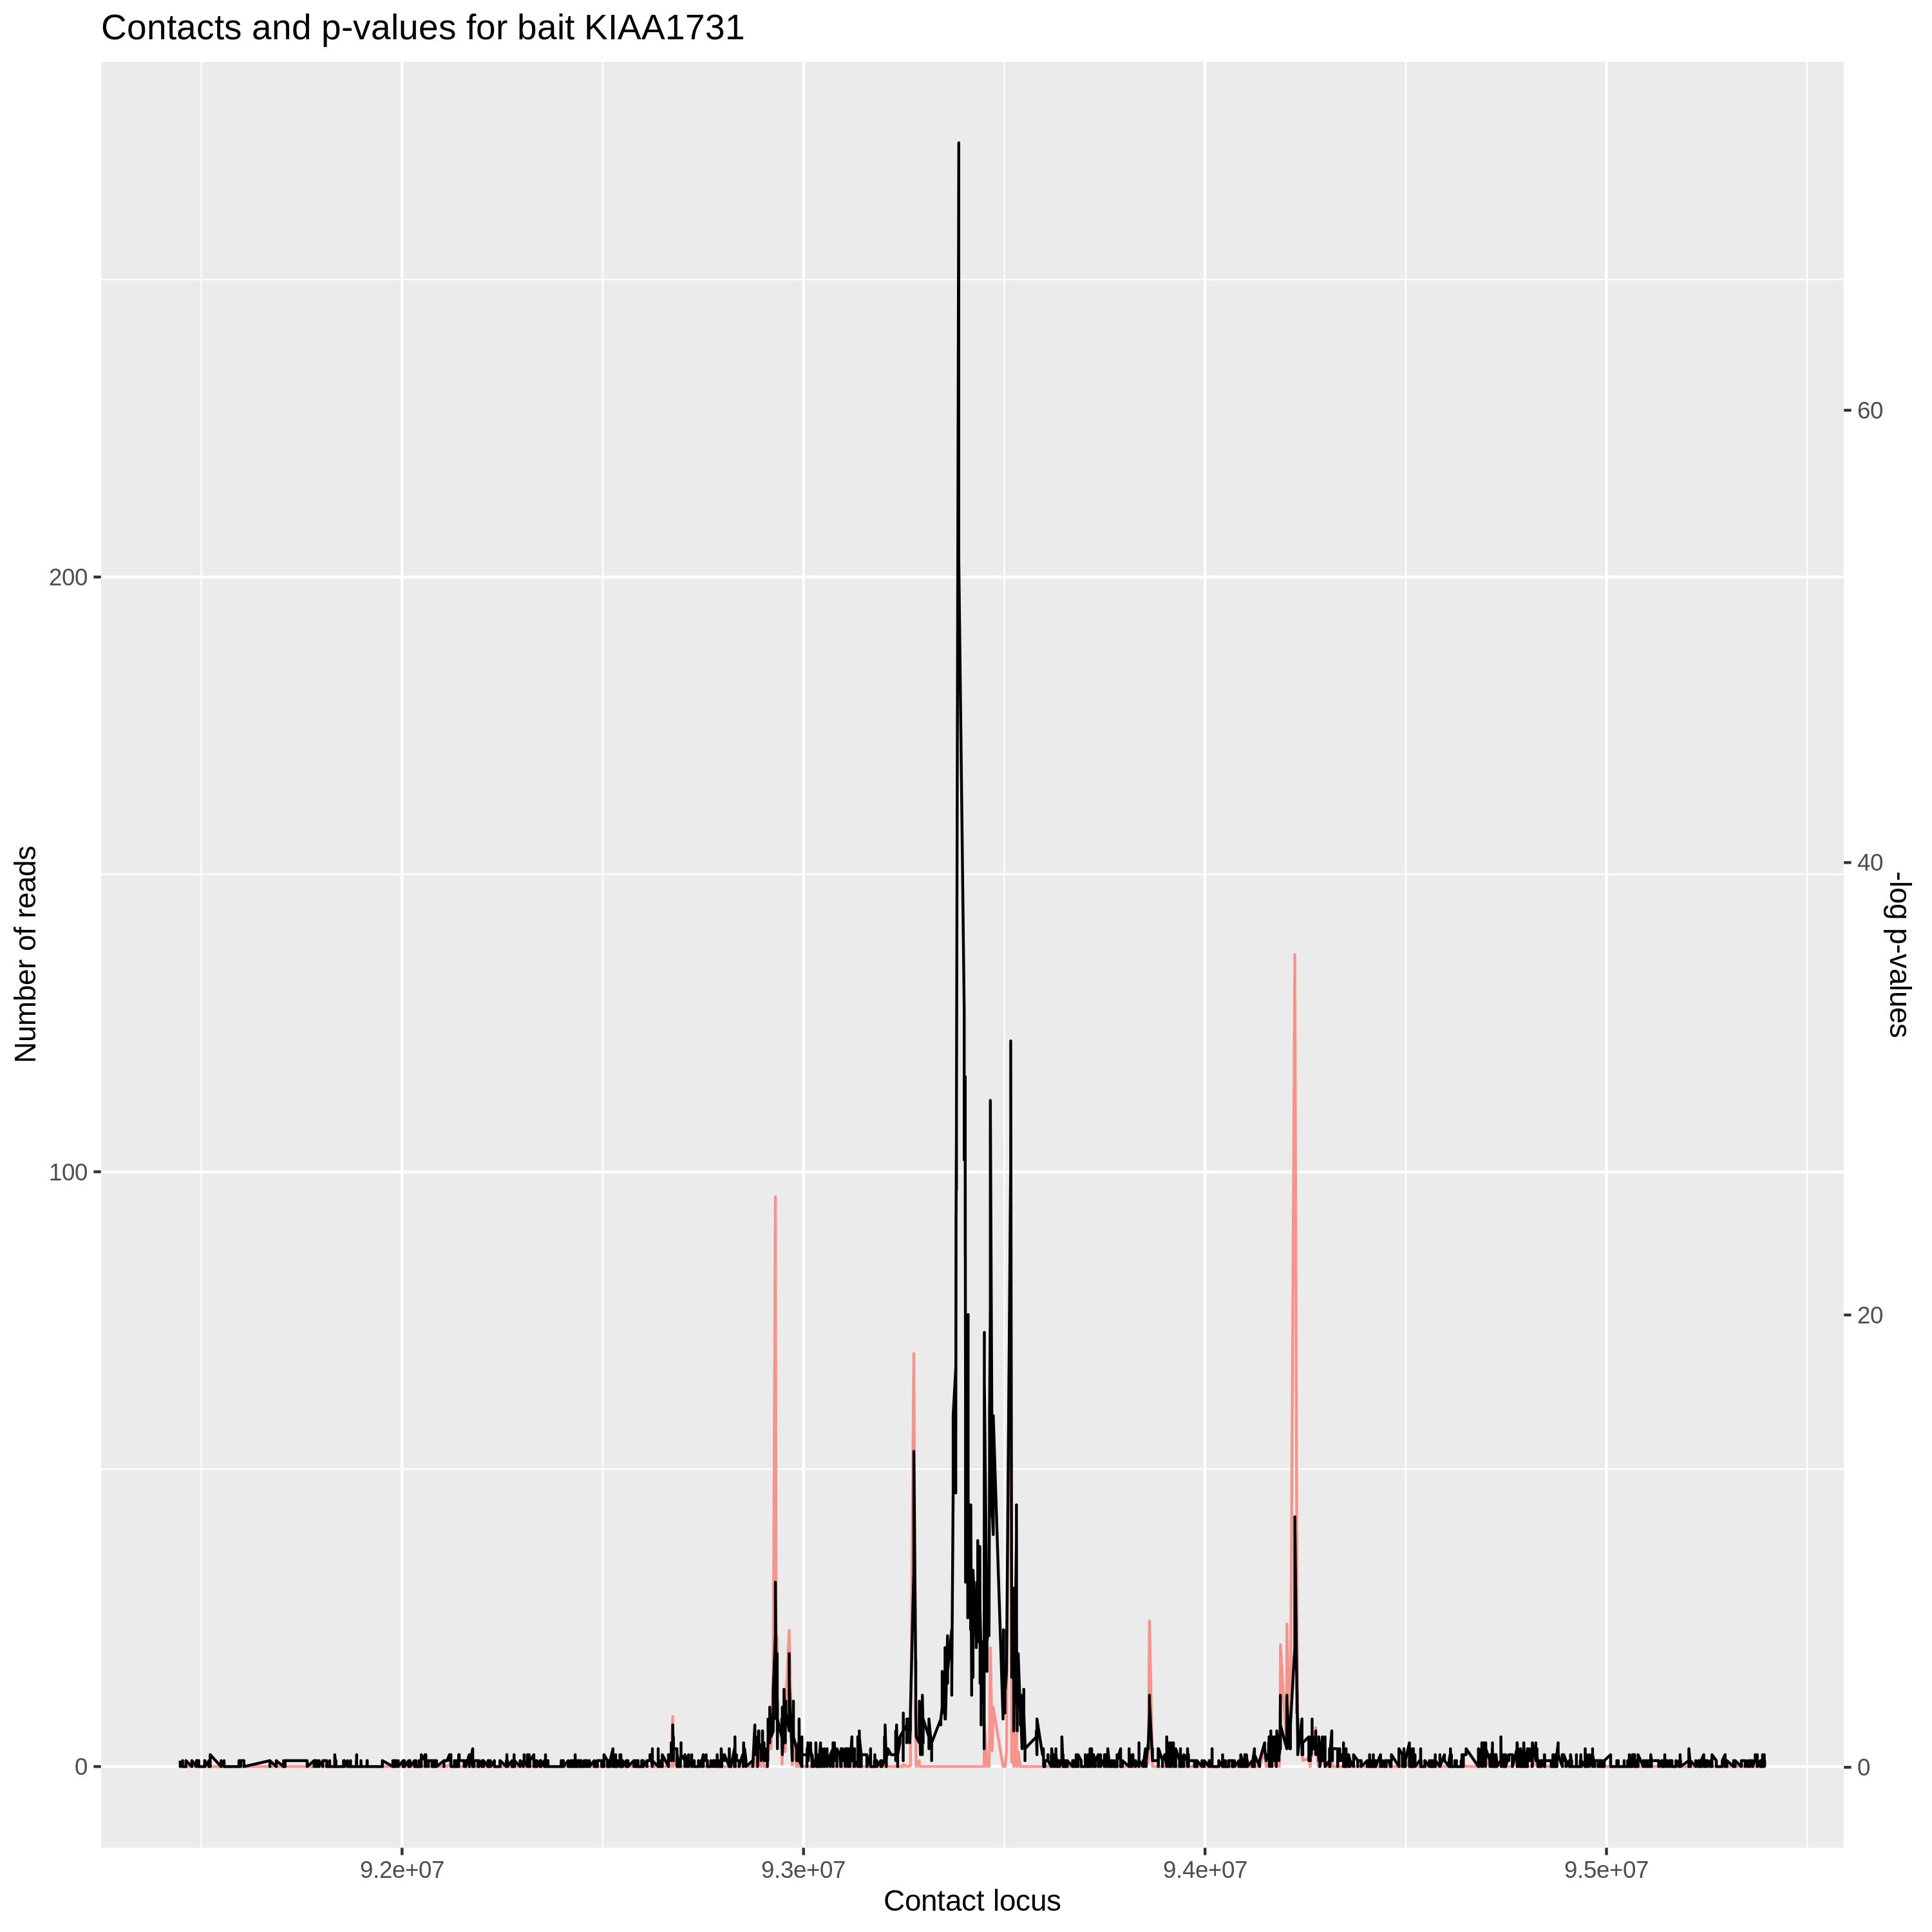 Contacts and p-values for bait KIAA1731
Number of reads
200
100
0
60
40
20
0
-log p-values
9.2e+07
9.3e+07
9.4e+07
9.5e+07
Contact locus